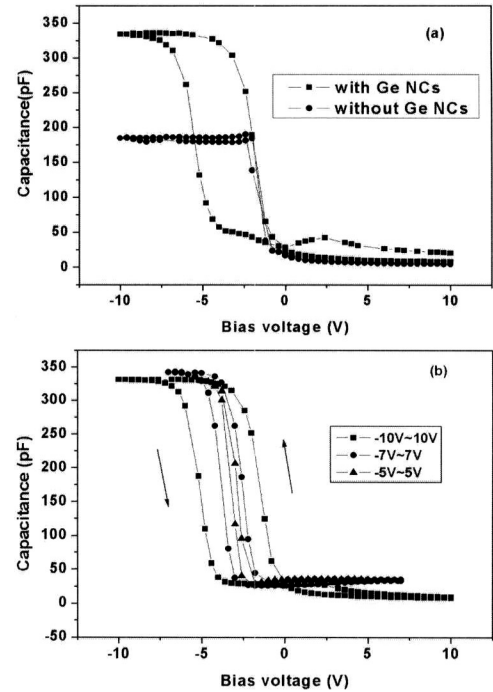 (a)
350
300
250
200
150
100
50
0
Capacitance(pF)
with Ge NCs
without Ge NCs
-10 -5 0 5 10
Bias voltage (V)
(b)
350
300
250
200
150
100
50
0
-50
Capacitance (pF)
-10V~10V
-7V~7V
-5V~5V
-10 -5 0 5 10
Bias voltage (V)